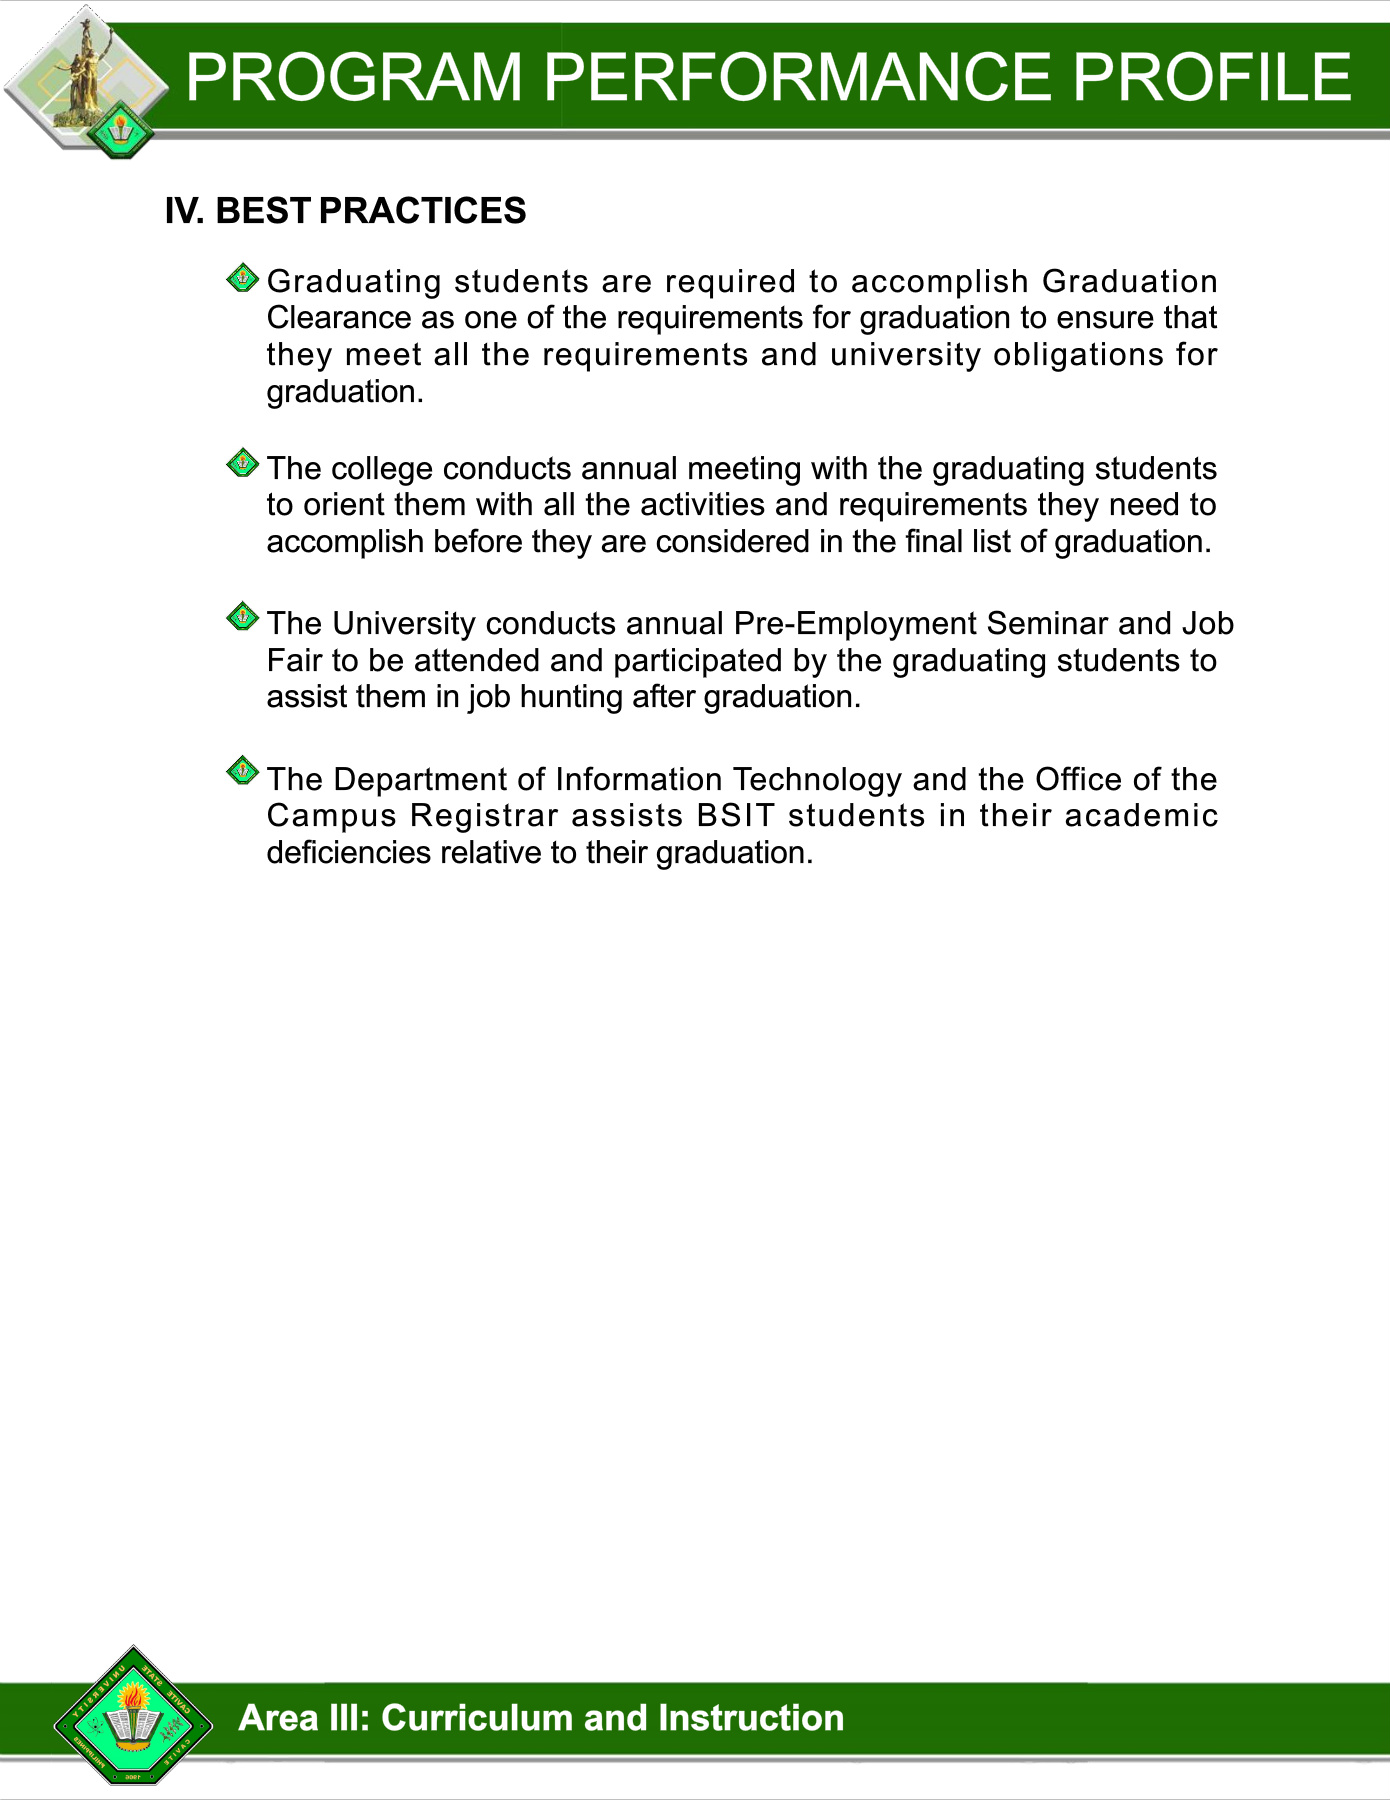 PROGRAM PERFORMANCE PROFILE
IV. BEST PRACTICES
Graduating students are required to accomplish Graduation
Clearance as one of the requirements for graduation to ensure that
they meet all the requirements and university obligations for
graduation.
The college conducts annual meeting with the graduating students
to orient them with all the activities and requirements they need to
accomplish before they are considered in the final list of graduation.
The University conducts annual Pre-Employment Seminar and Job
Fair to be attended and participated by the graduating students to
assist them in job hunting after graduation.
The Department of Information Technology and the Office of the
Campus Registrar assists BSIT students in their academic
deficiencies relative to their graduation.
CAVITE STATE UNIVERSITY
CAVITE
PHILIPPINES
1906
Area III: Curriculum and Instruction